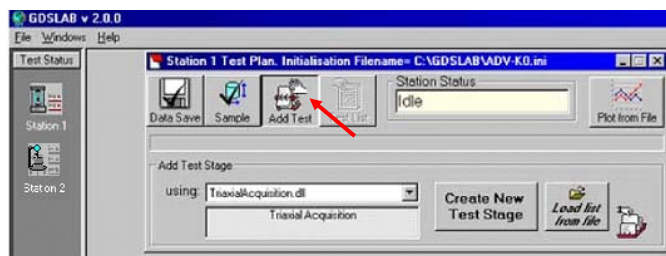 GDSLAB v 2.0.0
File Windows Help
Test Status
Station 1 Test Plan. Initialisation Filename= C:\GDSLAB\ADV-K0.ini
Station Status
Idle
Data Save
Sample
Add Test
Test List
Plot from File
Station 1
Station 2
Add Test Stage
using:
TriaxialAcquisition.dll
Triaxial Acquisition
Create New
Test Stage
Load list
from file